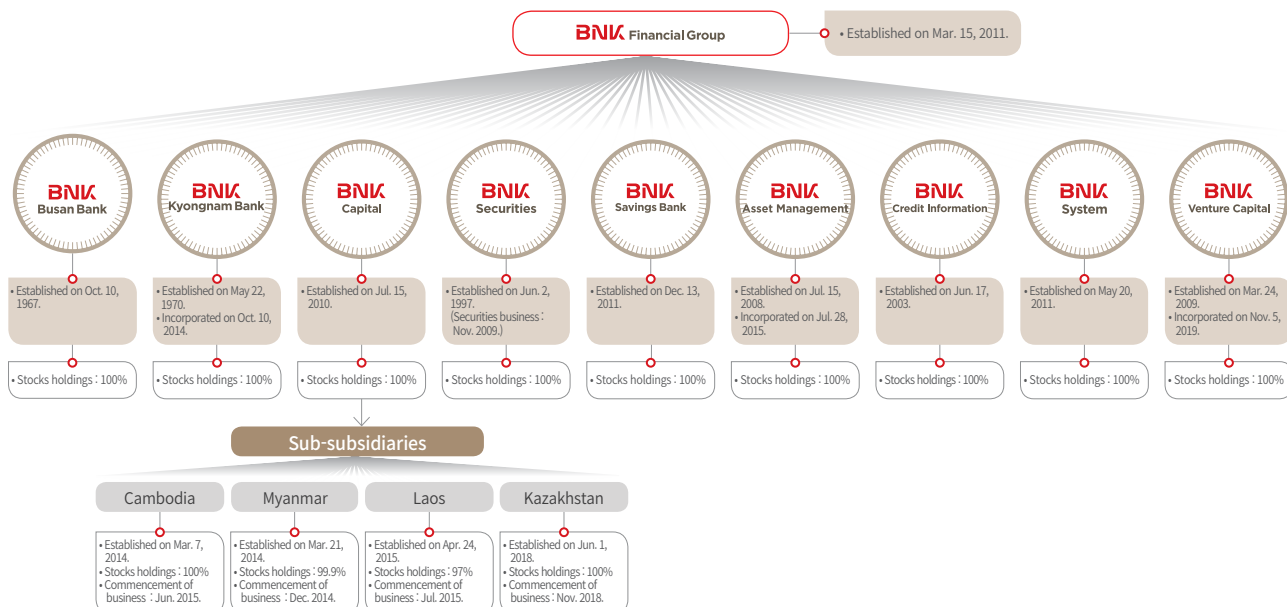 BNK Financial Group
• Established on Mar. 15, 2011.
BNK
Busan Bank
BNK
Kyongnam Bank
BNK
Capital
BNK
Securities
BNK
Savings Bank
BNK
Asset Management
BNK
Credit Information
BNK
System
BNK
Venture Capital
• Established on Oct. 10,
1967.
• Established on May 22,
1970.
• Incorporated on Oct. 10,
2014.
• Established on Jul. 15,
2010.
• Established on Jun. 2,
1997.
(Securities business :
Nov. 2009.)
• Established on Dec. 13,
2011.
• Established on Jul. 15,
2008.
• Incorporated on Jul. 28,
2015.
• Established on Jun. 17,
2003.
• Established on May 20,
2011.
• Established on Mar. 24,
2009.
• Incorporated on Nov. 5,
2019.
• Stocks holdings : 100%
• Stocks holdings : 100%
• Stocks holdings : 100%
• Stocks holdings : 100%
• Stocks holdings : 100%
• Stocks holdings : 100%
• Stocks holdings : 100%
• Stocks holdings : 100%
• Stocks holdings : 100%
Sub-subsidiaries
Cambodia
Myanmar
Laos
Kazakhstan
• Established on Mar. 7,
2014.
• Stocks holdings : 100%
• Commencement of
business : Jun. 2015.
• Established on Mar. 21,
2014.
• Stocks holdings : 99.9%
• Commencement of
business : Dec. 2014.
• Established on Apr. 24,
2015.
• Stocks holdings : 97%
• Commencement of
business : Jul. 2015.
• Established on Jun. 1,
2018.
• Stocks holdings : 100%
• Commencement of
business : Nov. 2018.